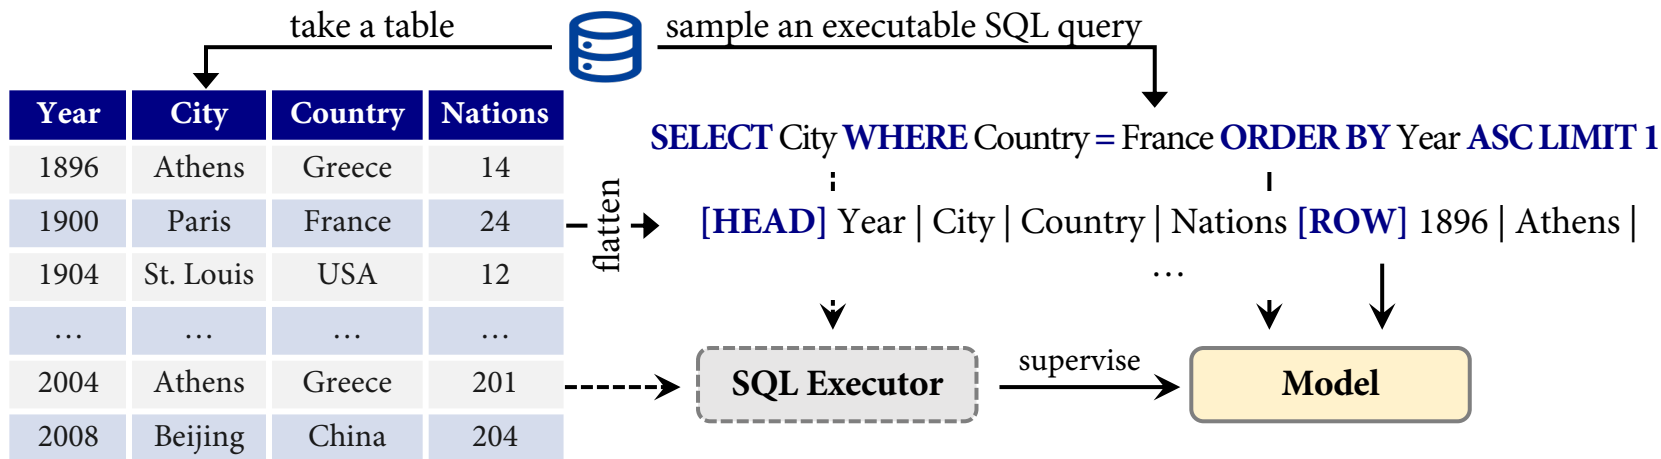 take a table
sample an executable SQL query
Year City Country Nations
1896 Athens Greece 14
1900 Paris France 24
1904 St. Louis USA 12
… … … …
2004 Athens Greece 201
2008 Beijing China 204
flatten
SELECT City WHERE Country = France ORDER BY Year ASC LIMIT 1
[HEAD] Year | City | Country | Nations [ROW] 1896 | Athens |
…
SQL Executor
supervise
Model